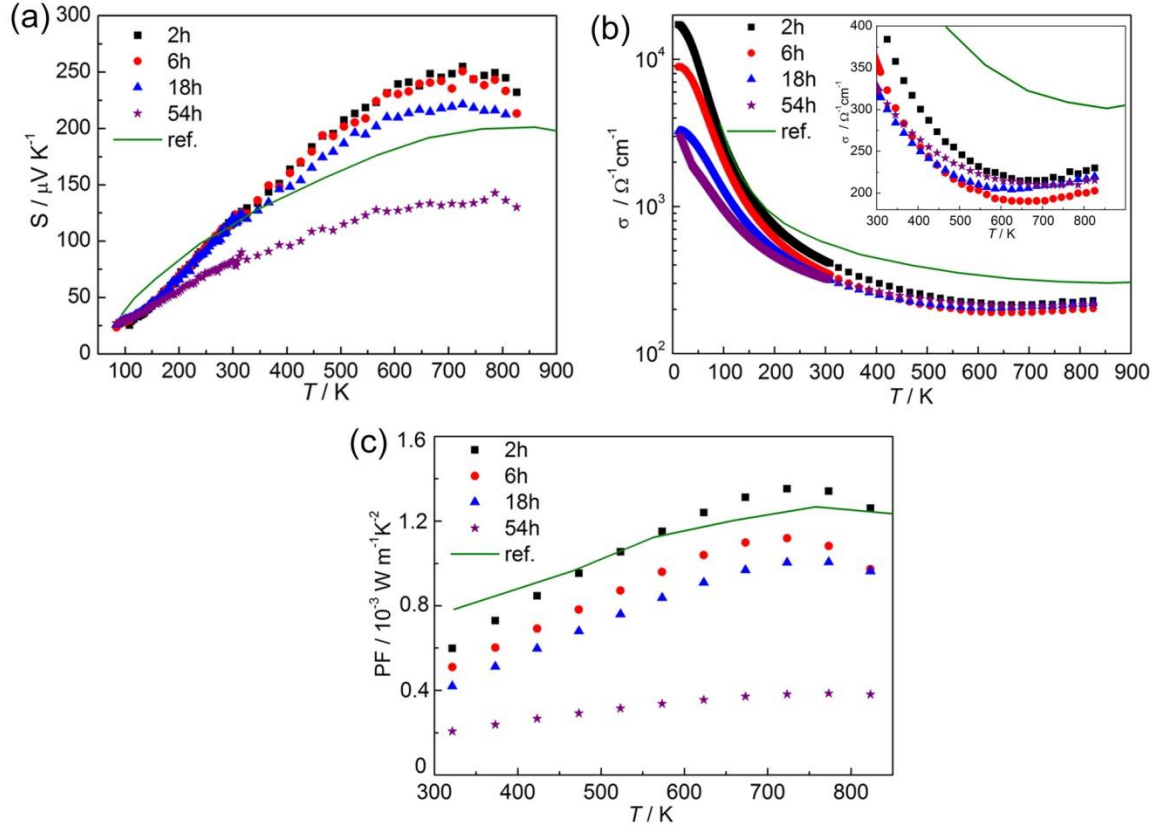 (a)
300
250
200
150
100
50
0
S / μV K⁻¹
2h
6h
18h
54h
ref.
100 200 300 400 500 600 700 800 900
T / K
(b)
10⁴
10³
10²
σ / Ω⁻¹cm⁻¹
2h
6h
18h
54h
ref.
0 100 200 300 400 500 600 700 800 900
T / K
400
350
300
250
200
σ / Ω⁻¹cm⁻¹
300 400 500 600 700 800 900
T / K
(c)
1.6
1.2
0.8
0.4
0
PF / 10⁻³ W m⁻¹K⁻²
2h
6h
18h
54h
ref.
300 400 500 600 700 800
T / K